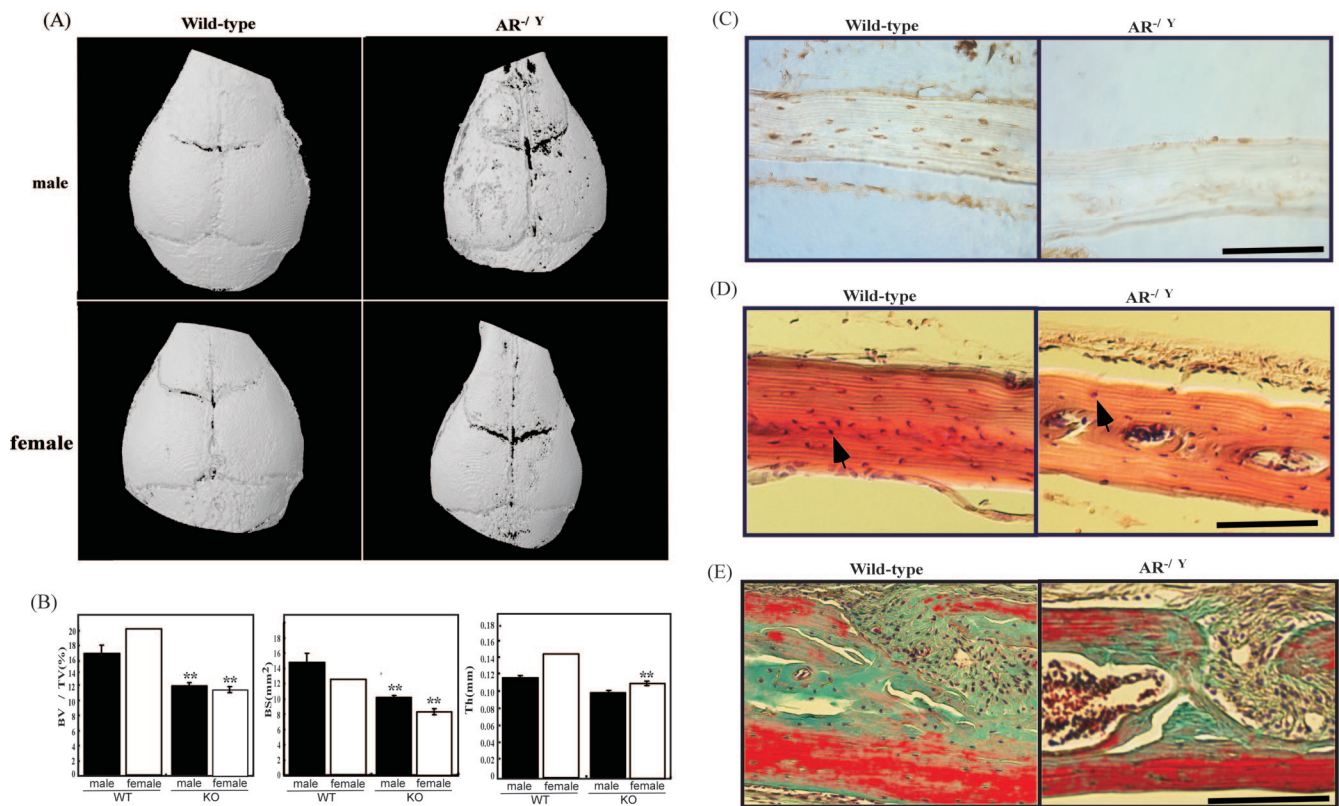 (A)
Wild-type
AR-/ Y
male
female
(B)
BV / TV(%)
20
18
16
14
12
10
8
6
4
2
0
**
**
male
female
male
female
WT
KO
BS(mm2)
18
16
14
12
10
8
6
4
2
0
**
**
male
female
male
female
WT
KO
Th(mm)
0.18
0.16
0.14
0.12
0.10
0.08
0.06
0.04
0.02
0.00
**
male
female
male
female
WT
KO
(C)
Wild-type
AR-/ Y
(D)
Wild-type
AR-/ Y
(E)
Wild-type
AR-/ Y